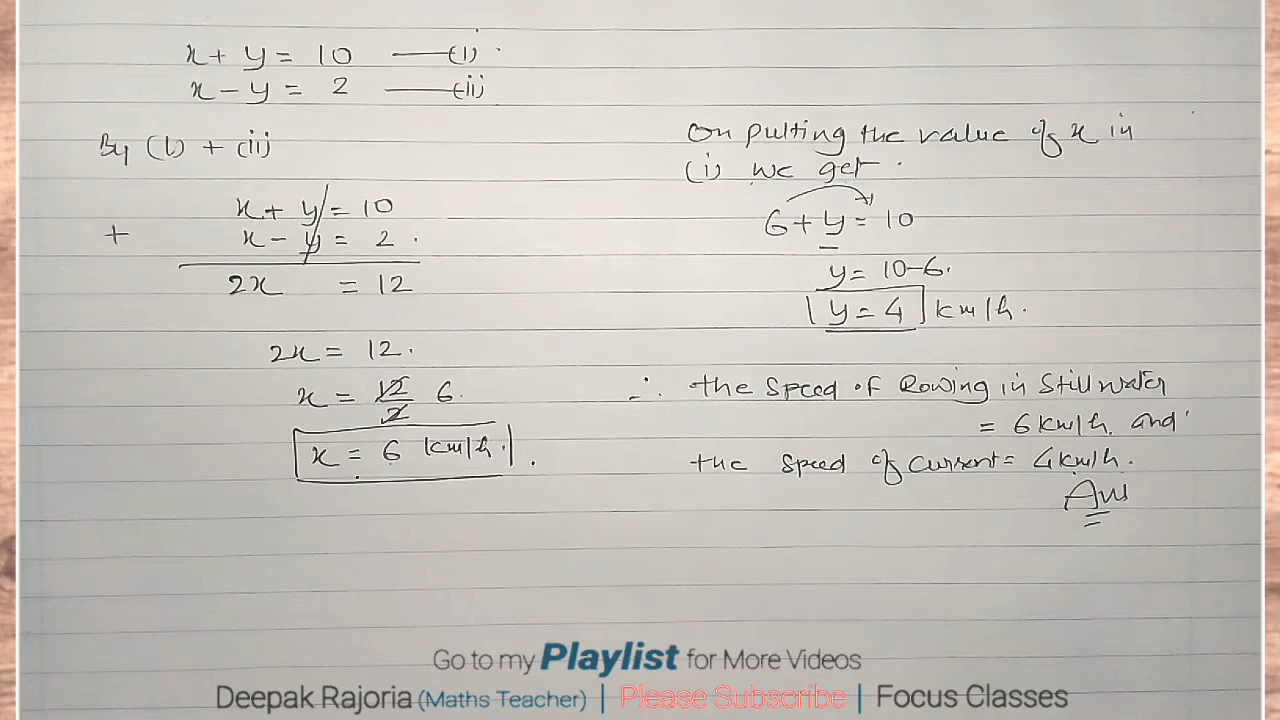 x + y = 10 —— (i)
x - y = 2 —— (ii)
By (i) + (ii)
x + y = 10
+ x - y = 2
2x = 12
2x = 12
x = 12/2 6
x = 6 km/h
On putting the value of x in
(i) we get
6 + y = 10
y = 10-6
y = 4 km/h.
∴ the Speed of Rowing in Still water
= 6 km/h and
the Speed of current = 4 km/h.
Ans
Go to my Playlist for More Videos
Deepak Rajoria (Maths Teacher) | Please Subscribe | Focus Classes